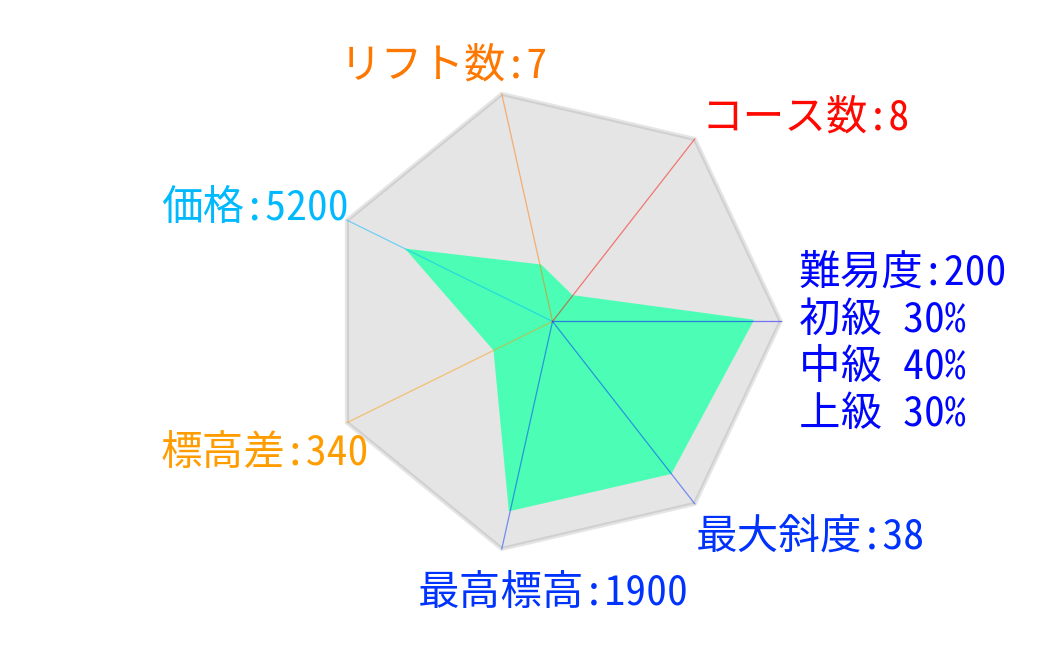 リフト数:7
コース数:8
価格:5200
難易度:200
初級 30%
中級 40%
上級 30%
標高差:340
最大斜度:38
最高標高:1900